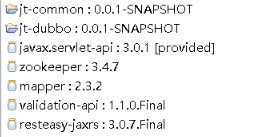 jt-common : 0.0.1-SNAPSHOT
jt-dubbo : 0.0.1-SNAPSHOT
javax.servlet-api : 3.0.1 [provided]
zookeeper : 3.4.7
mapper : 2.3.2
validation-api : 1.1.0.Final
resteasy-jaxrs : 3.0.7.Final